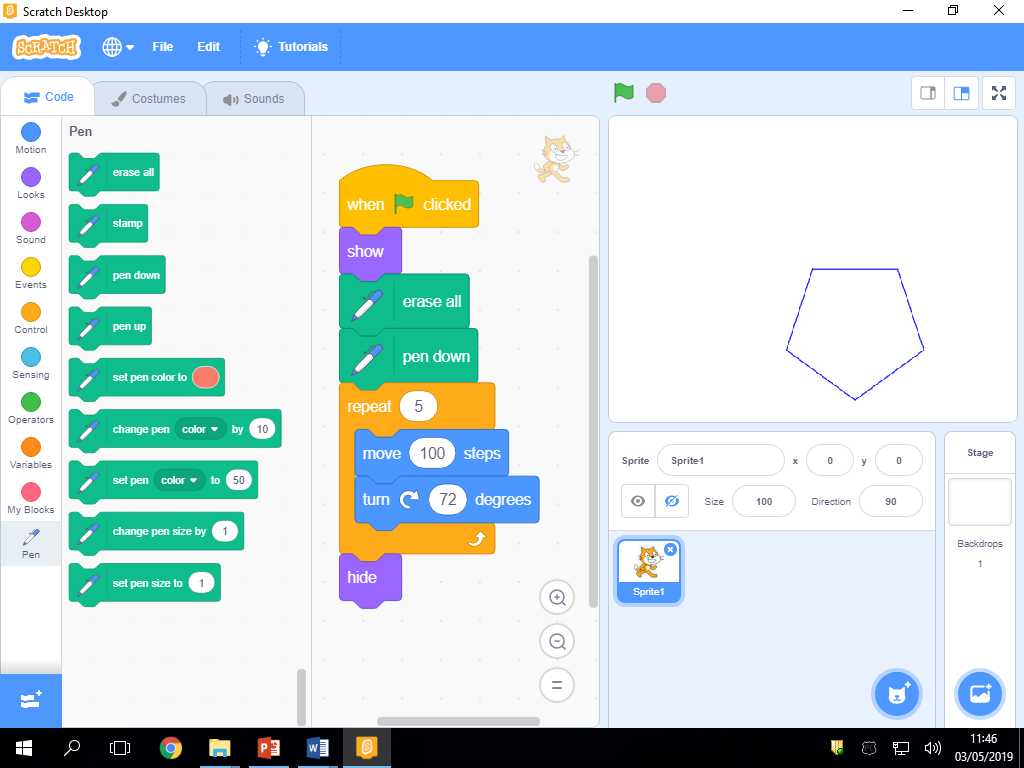 Scratch Desktop
SCRATCH
File
Edit
Tutorials
Code
Costumes
Sounds
Motion
Looks
Sound
Events
Control
Sensing
Operators
Variables
My Blocks
Pen
Pen
erase all
stamp
pen down
pen up
set pen color to
change pen color by 10
set pen color to 50
change pen size by 1
set pen size to 1
when clicked
show
erase all
pen down
repeat 5
move 100 steps
turn 72 degrees
hide
Sprite Sprite1 x 0 y 0
Size 100 Direction 90
Sprite1
Stage
Backdrops
1
11:46
03/05/2019